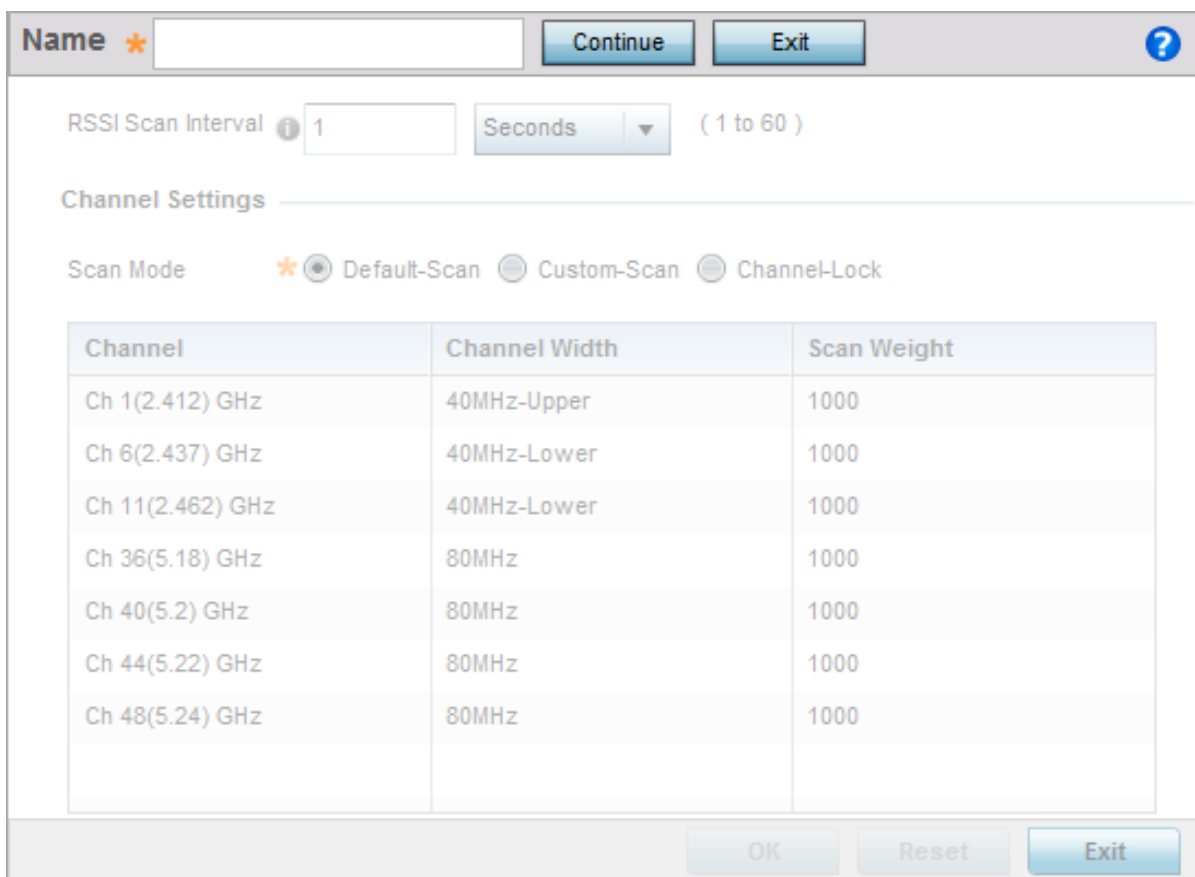 Name * Continue Exit ?
RSSI Scan Interval i 1 Seconds ( 1 to 60 )
Channel Settings
Scan Mode * Default-Scan Custom-Scan Channel-Lock
Channel Channel Width Scan Weight
Ch 1(2.412) GHz 40MHz-Upper 1000
Ch 6(2.437) GHz 40MHz-Lower 1000
Ch 11(2.462) GHz 40MHz-Lower 1000
Ch 36(5.18) GHz 80MHz 1000
Ch 40(5.2) GHz 80MHz 1000
Ch 44(5.22) GHz 80MHz 1000
Ch 48(5.24) GHz 80MHz 1000
OK Reset Exit